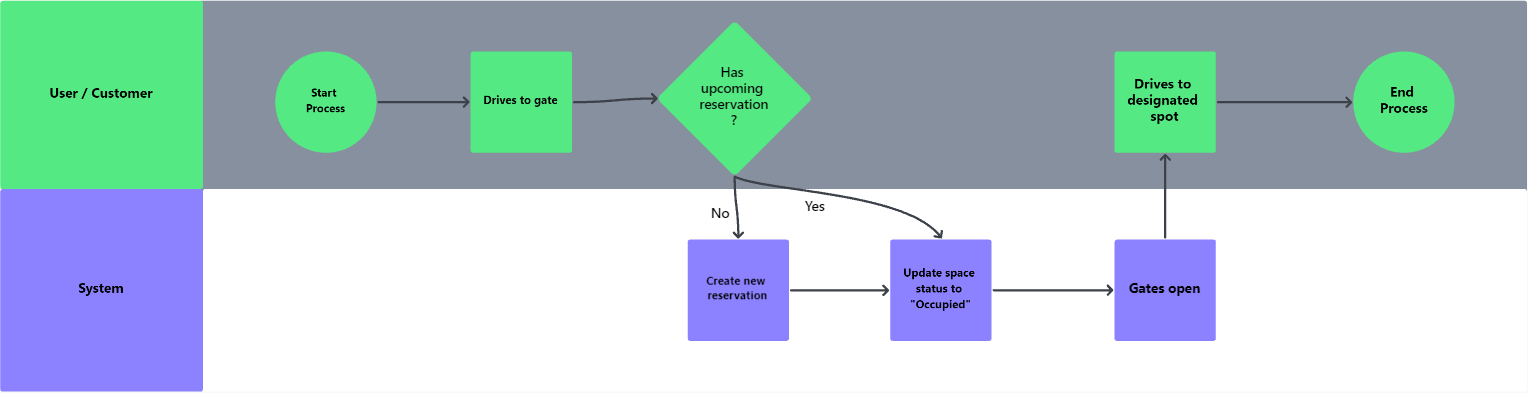 User / Customer
Start
Process
Drives to gate
Has
upcoming
reservation
?
Drives to
designated
spot
End
Process
No
Yes
System
Create new
reservation
Update space
status to
"Occupied"
Gates open